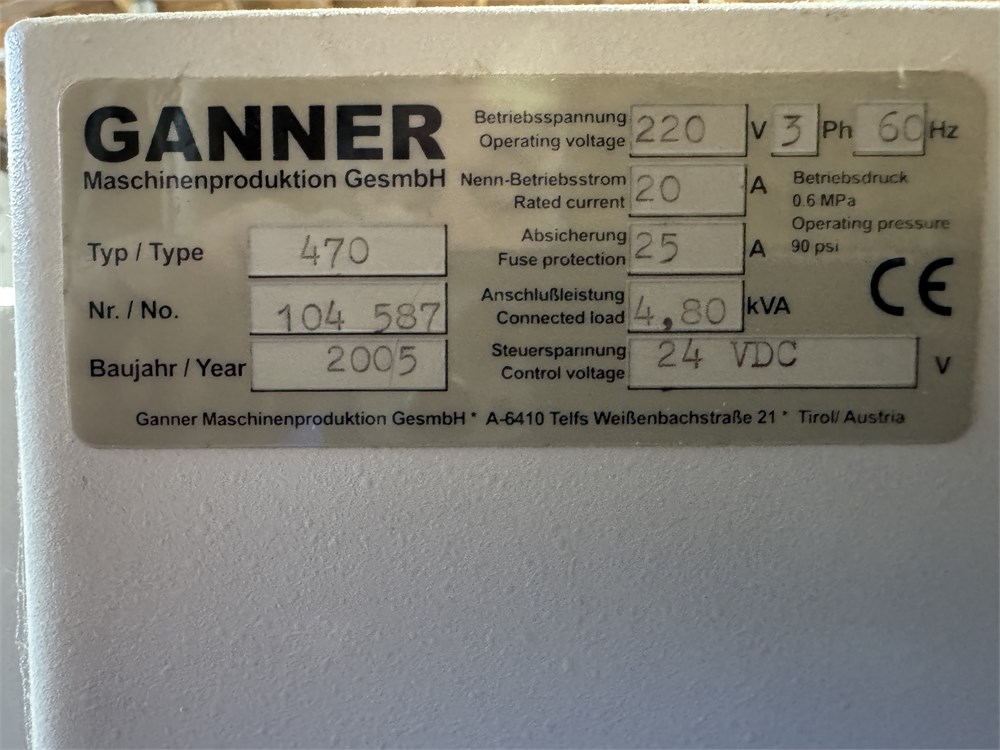 GANNER
Maschinenproduktion GesmbH
Typ / Type 470
Nr. / No. 104 587
Baujahr / Year 2005
Betriebsspannung
Operating voltage 220 V 3 Ph 60 Hz
Nenn-Betriebsstrom
Rated current 20 A
Betriebsdruck
0.6 MPa
Operating pressure
90 psi
Absicherung
Fuse protection 25 A
Anschlußleistung
Connected load 4,80 kVA
CE
Steuerspannung
Control voltage 24 VDC V
Ganner Maschinenproduktion GesmbH * A-6410 Telfs Weißenbachstraße 21 * Tirol/ Austria